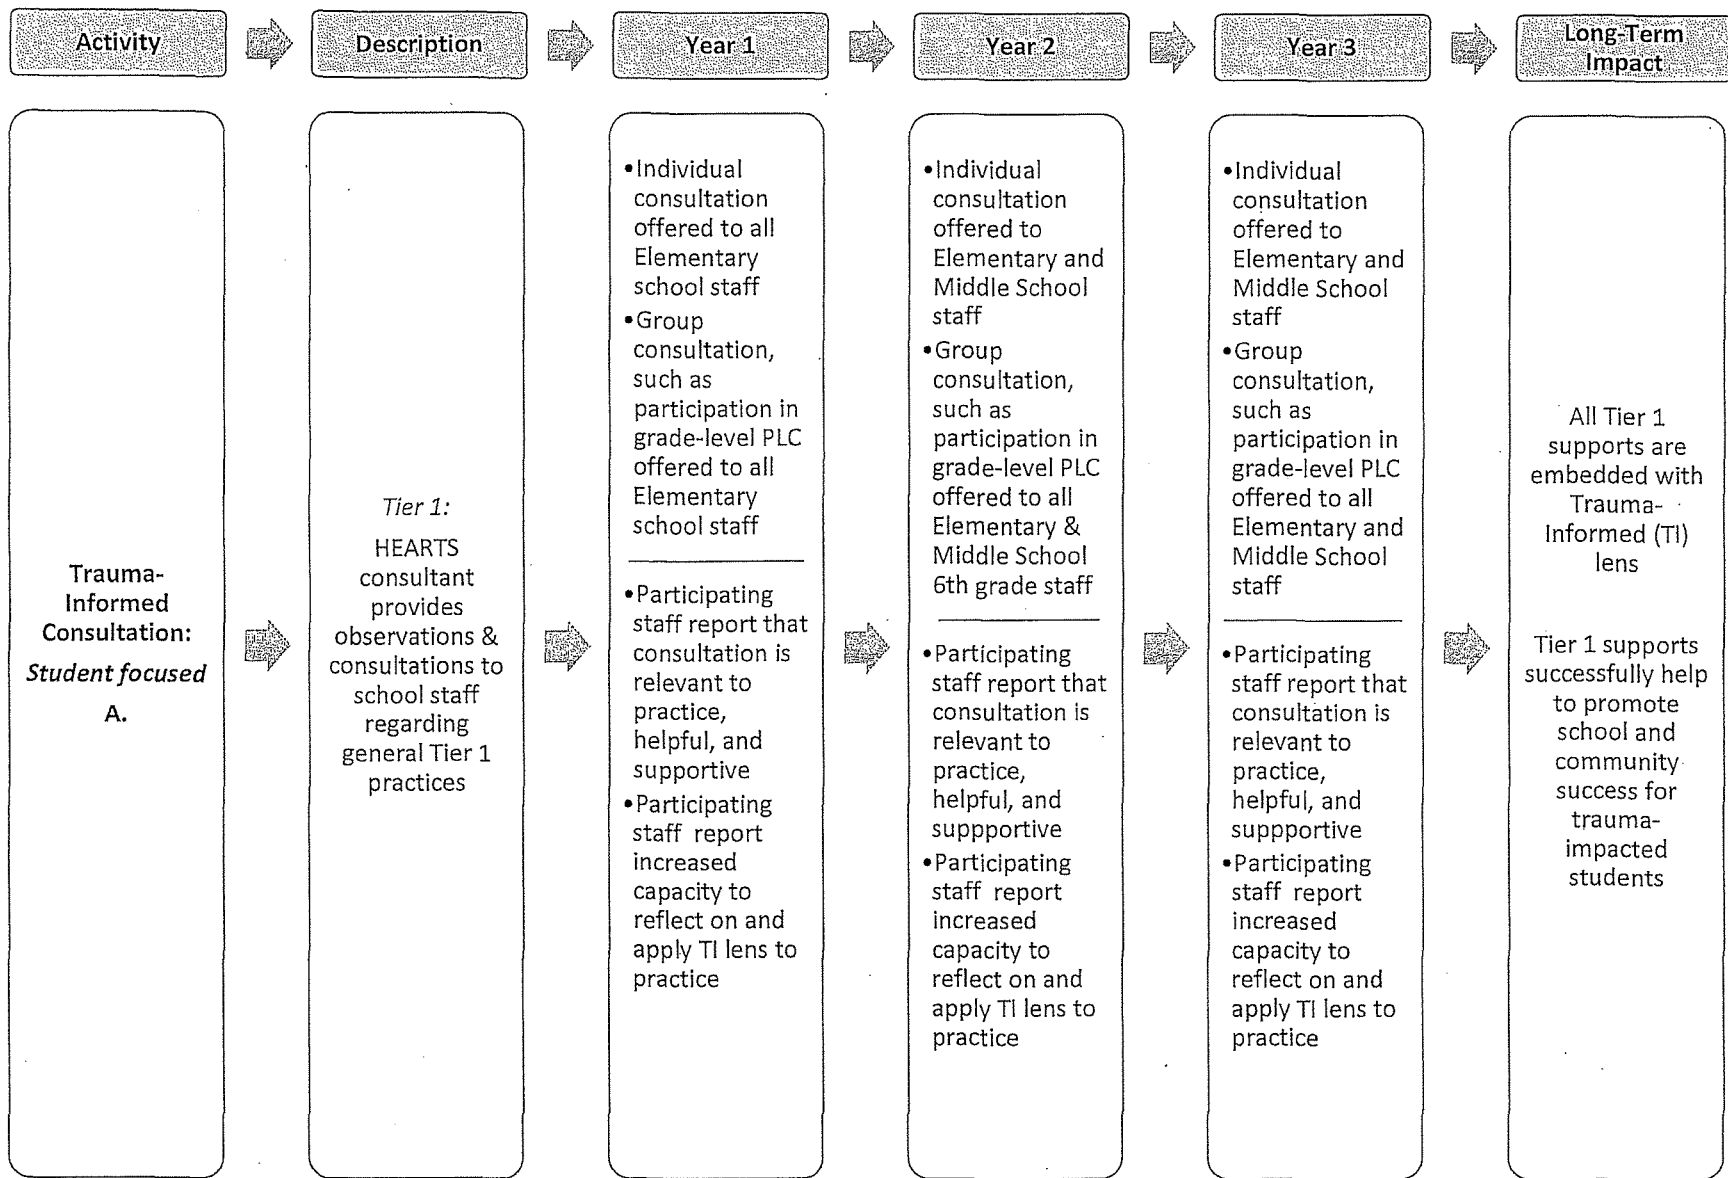 Activity
Description
Year 1
Year 2
Year 3
Long-Term
Impact
Trauma-
Informed
Consultation:
Student focused
A.
Tier 1:
HEARTS
consultant
provides
observations &
consultations to
school staff
regarding
general Tier 1
practices
•Individual
consultation
offered to all
Elementary
school staff
•Group
consultation,
such as
participation in
grade-level PLC
offered to all
Elementary
school staff
•Participating
staff report that
consultation is
relevant to
practice,
helpful, and
supportive
•Participating
staff report
increased
capacity to
reflect on and
apply TI lens to
practice
•Individual
consultation
offered to
Elementary and
Middle School
staff
•Group
consultation,
such as
participation in
grade-level PLC
offered to all
Elementary &
Middle School
6th grade staff
•Participating
staff report that
consultation is
relevant to
practice,
helpful, and
suppportive
•Participating
staff report
increased
capacity to
reflect on and
apply TI lens to
practice
•Individual
consultation
offered to
Elementary and
Middle School
staff
•Group
consultation,
such as
participation in
grade-level PLC
offered to all
Elementary and
Middle School
staff
•Participating
staff report that
consultation is
relevant to
practice,
helpful, and
suppportive
•Participating
staff report
increased
capacity to
reflect on and
apply TI lens to
practice
All Tier 1
supports are
embedded with
Trauma-
Informed (TI)
lens
Tier 1 supports
successfully help
to promote
school and
community
success for
trauma-
impacted
students